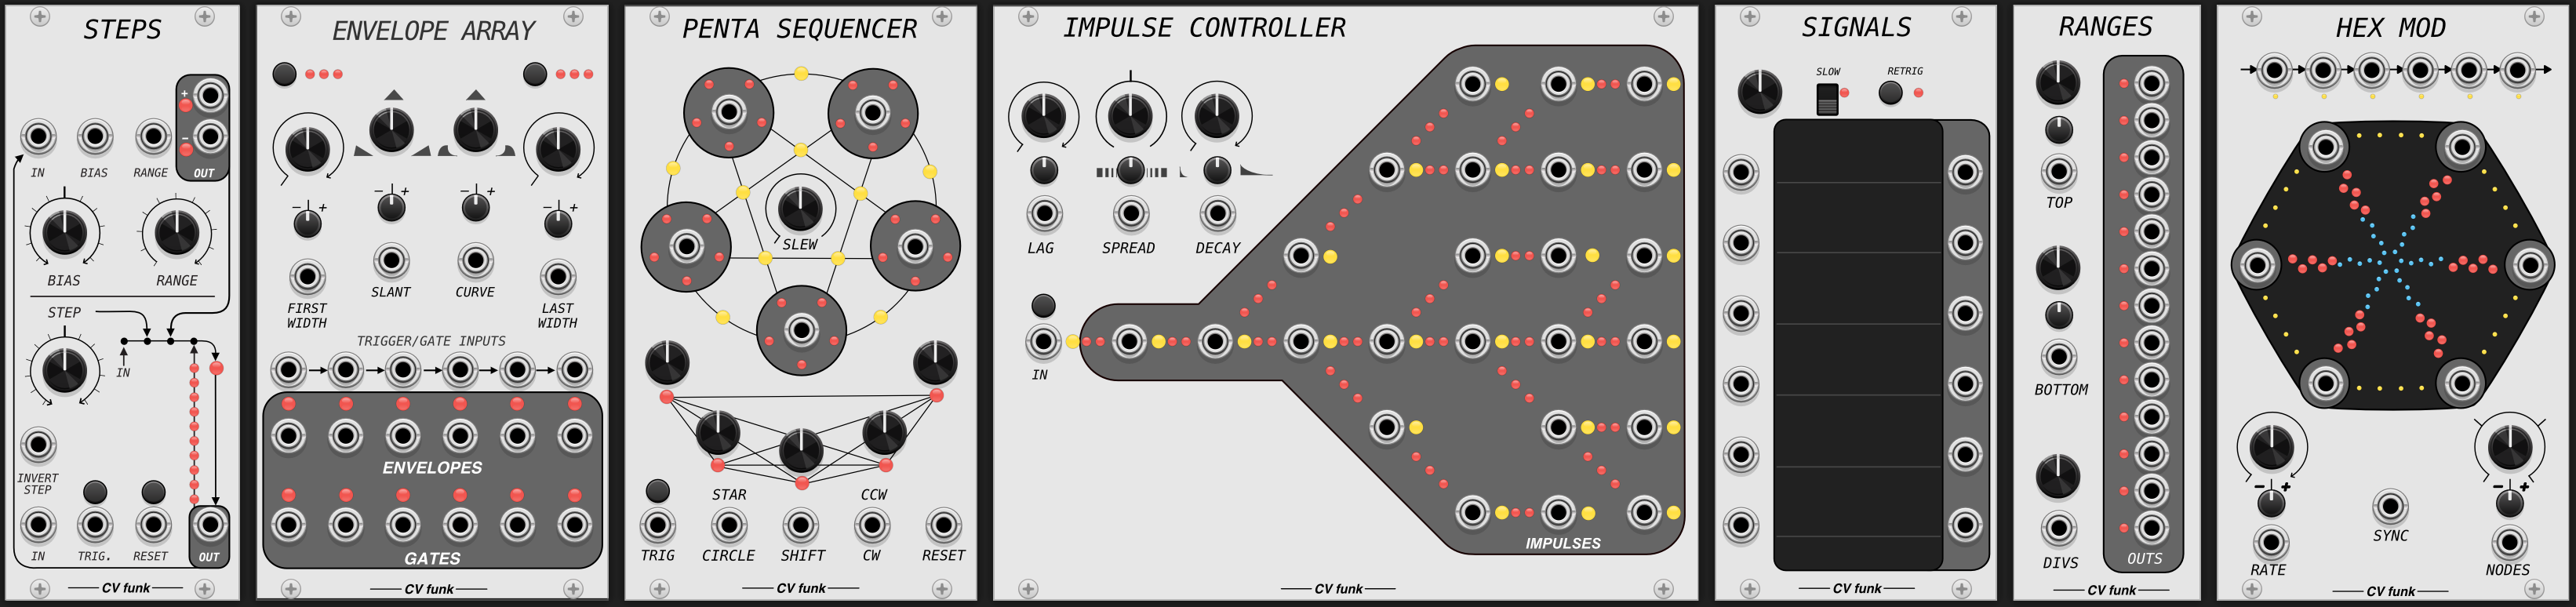 STEPS
+
−
IN BIAS RANGE OUT
BIAS RANGE
STEP
IN
INVERT
STEP
IN TRIG. RESET OUT
CV funk
ENVELOPE ARRAY
− +
− +
− +
− +
FIRST
WIDTH
SLANT
CURVE
LAST
WIDTH
TRIGGER/GATE INPUTS
ENVELOPES
GATES
CV funk
PENTA SEQUENCER
SLEW
STAR CCW
TRIG CIRCLE SHIFT CW RESET
CV funk
IMPULSE CONTROLLER
LAG SPREAD DECAY
IN
IMPULSES
CV funk
SIGNALS
SLOW RETRIG
CV funk
RANGES
TOP
BOTTOM
DIVS
OUTS
CV funk
HEX MOD
− +
− +
SYNC
RATE NODES
CV funk